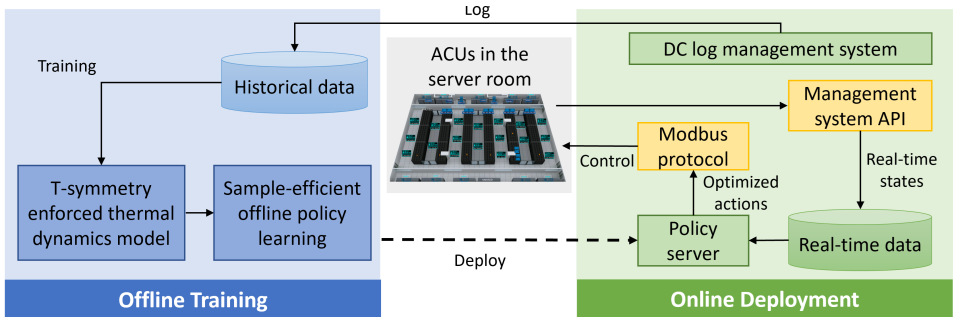 Log
DC log management system
Training
Historical data
ACUs in the
server room
Management
system API
Modbus
protocol
Control
Real-time
states
Optimized
actions
T-symmetry
enforced thermal
dynamics model
Sample-efficient
offline policy
learning
Policy
server
Real-time data
Deploy
Offline Training
Online Deployment